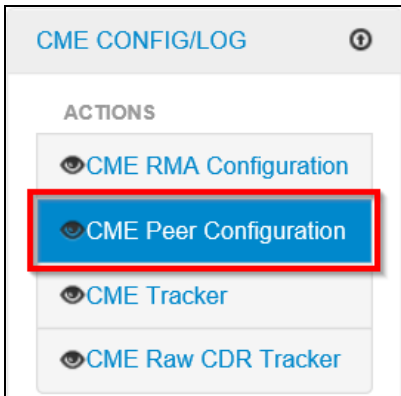 CME CONFIG/LOG
ACTIONS
CME RMA Configuration
CME Peer Configuration
CME Tracker
CME Raw CDR Tracker